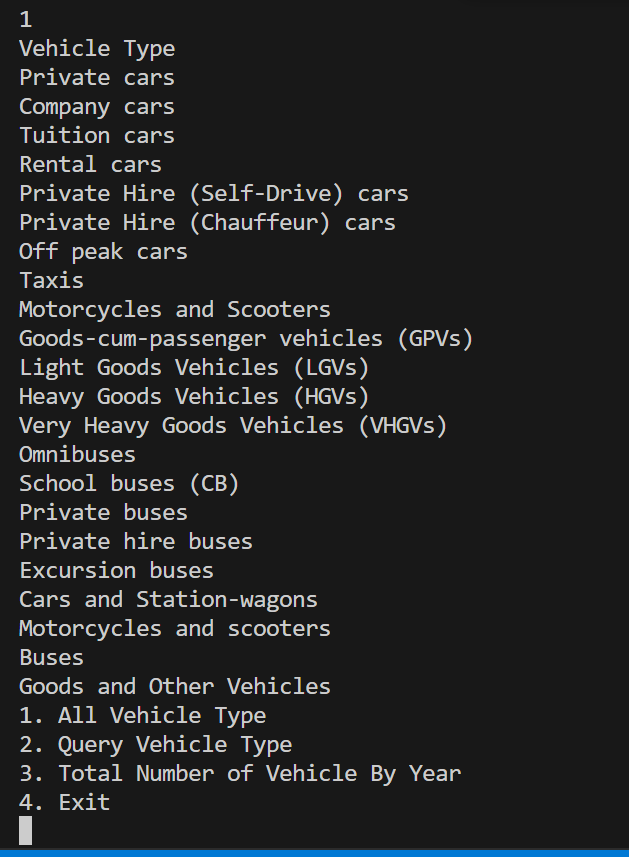 1
Vehicle Type
Private cars
Company cars
Tuition cars
Rental cars
Private Hire (Self-Drive) cars
Private Hire (Chauffeur) cars
Off peak cars
Taxis
Motorcycles and Scooters
Goods-cum-passenger vehicles (GPVs)
Light Goods Vehicles (LGVs)
Heavy Goods Vehicles (HGVs)
Very Heavy Goods Vehicles (VHGVs)
Omnibuses
School buses (CB)
Private buses
Private hire buses
Excursion buses
Cars and Station-wagons
Motorcycles and scooters
Buses
Goods and Other Vehicles
1. All Vehicle Type
2. Query Vehicle Type
3. Total Number of Vehicle By Year
4. Exit